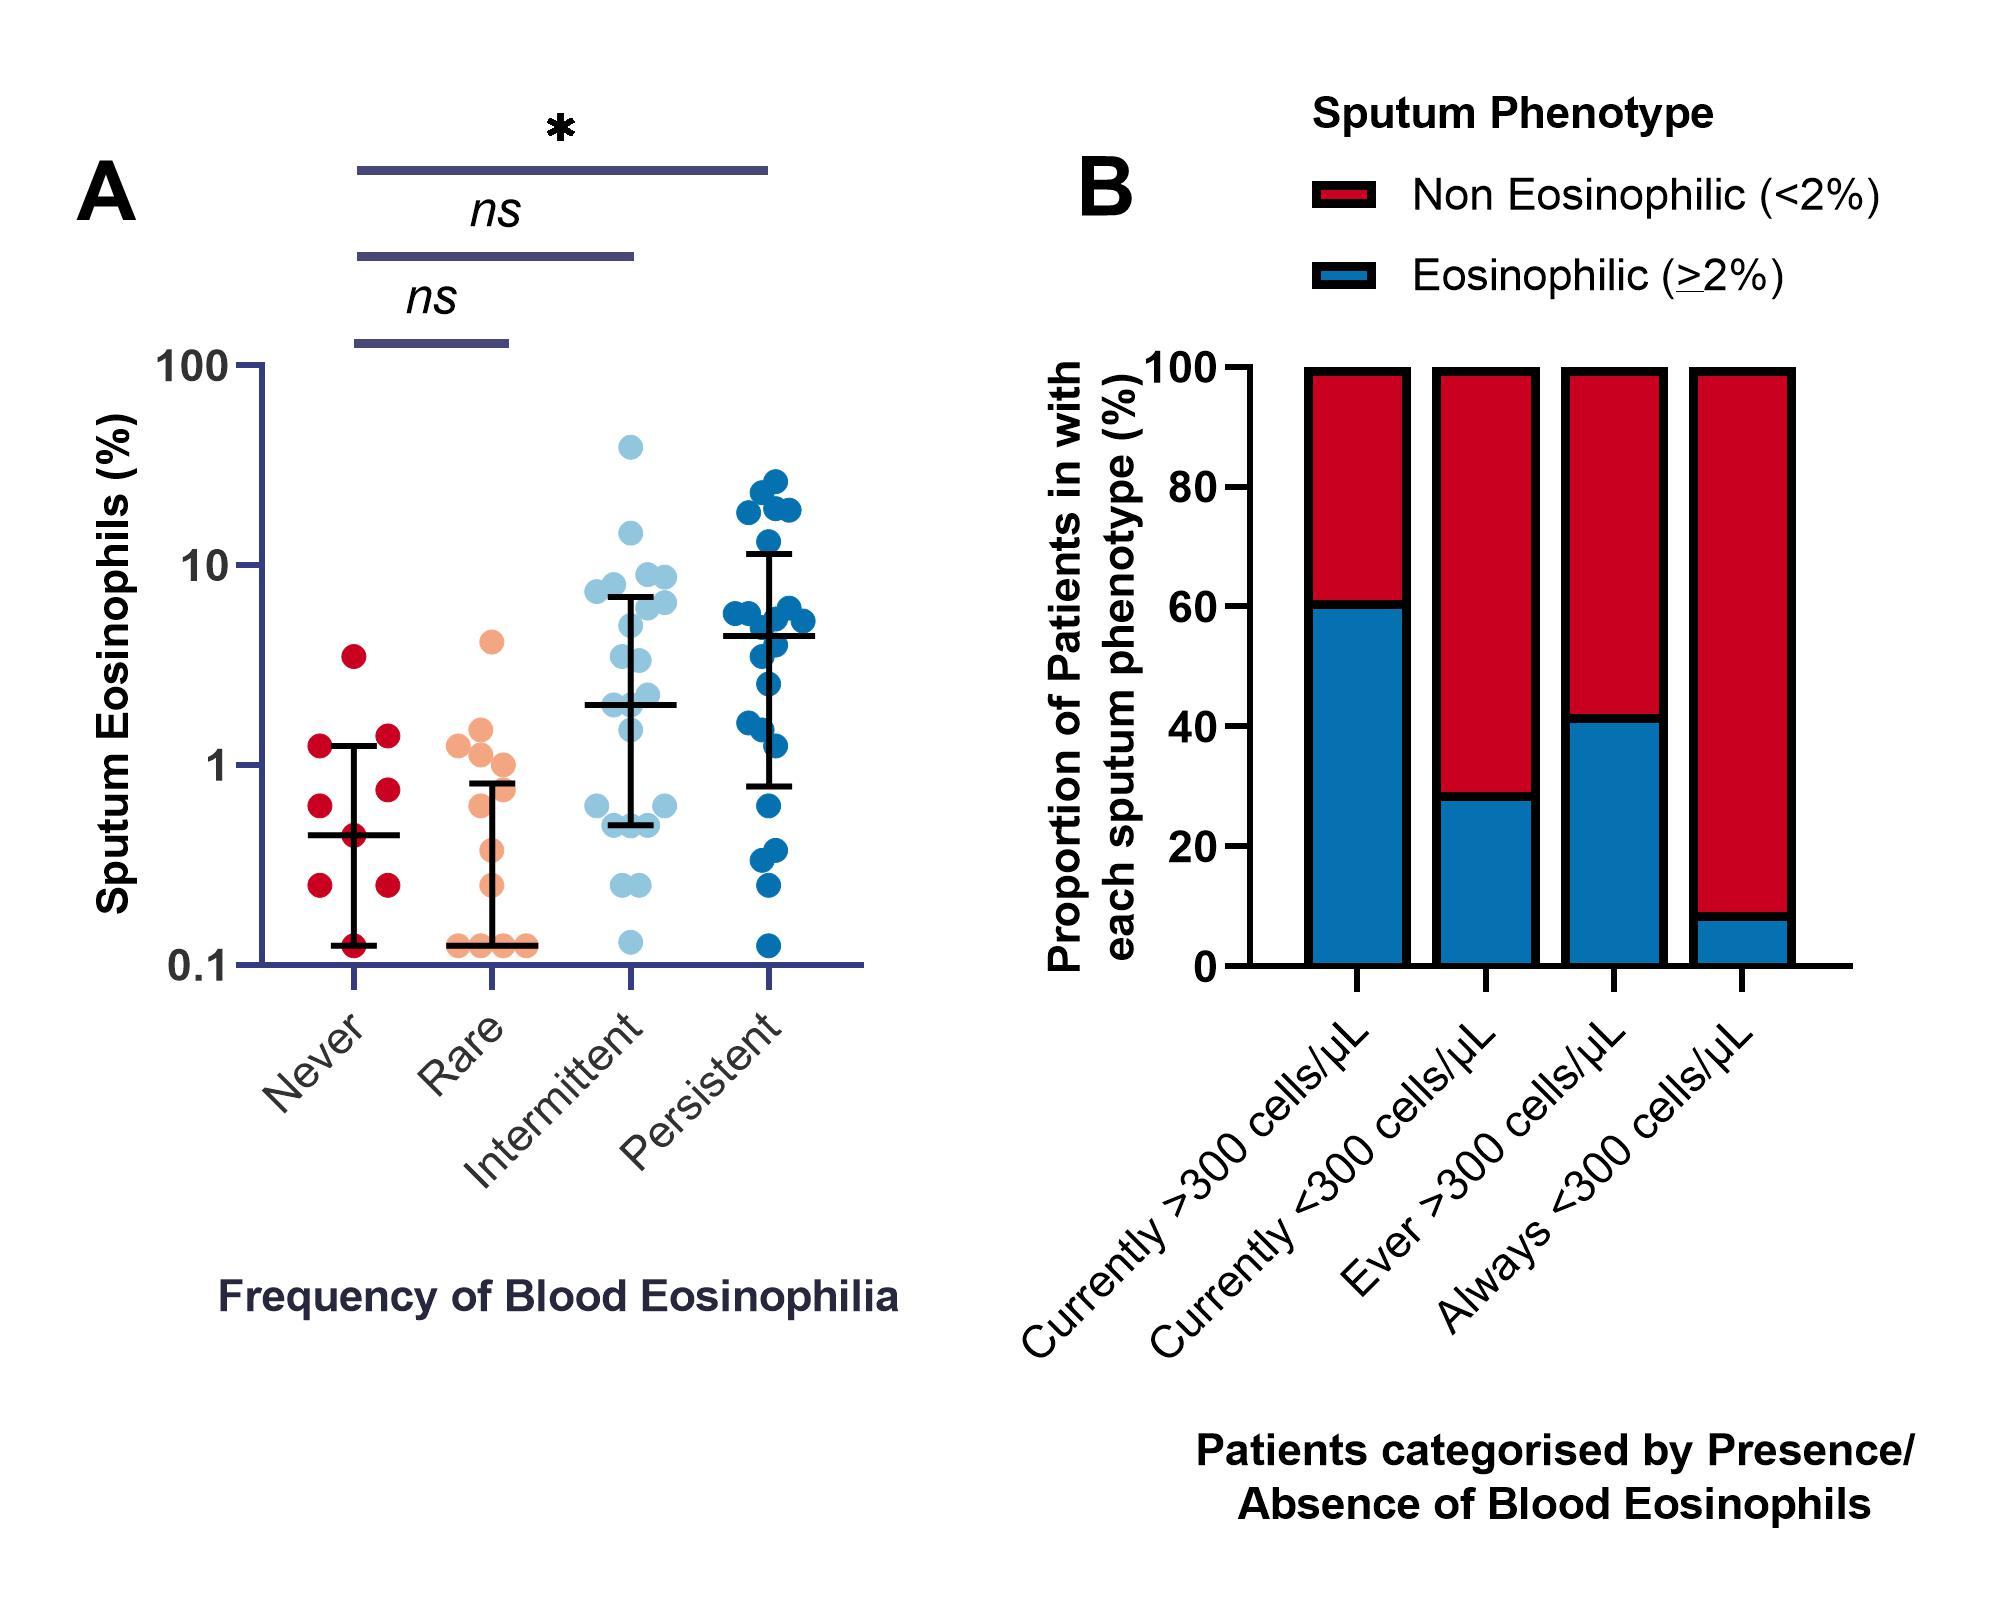 A
*
ns
ns
Sputum Eosinophils (%)
100
10
1
0.1
Never
Rare
Intermittent
Persistent
Frequency of Blood Eosinophilia
B
Sputum Phenotype
Non Eosinophilic (<2%)
Eosinophilic (≥2%)
Proportion of Patients in with
each sputum phenotype (%)
100
80
60
40
20
0
Currently >300 cells/µL
Currently <300 cells/µL
Ever >300 cells/µL
Always <300 cells/µL
Patients categorised by Presence/
Absence of Blood Eosinophils